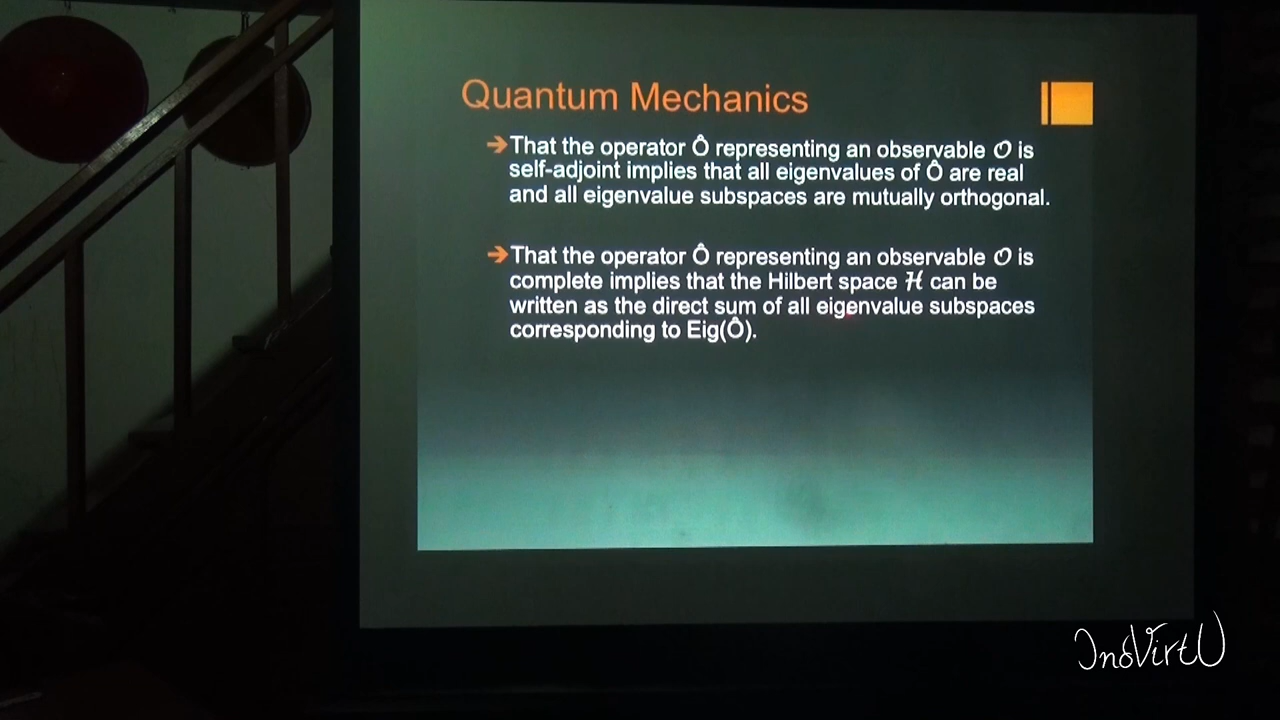 Quantum Mechanics
➔That the operator Ô representing an observable 𝒪 is
self-adjoint implies that all eigenvalues of Ô are real
and all eigenvalue subspaces are mutually orthogonal.
➔That the operator Ô representing an observable 𝒪 is
complete implies that the Hilbert space ℋ can be
written as the direct sum of all eigenvalue subspaces
corresponding to Eig(Ô).
InoVirtU